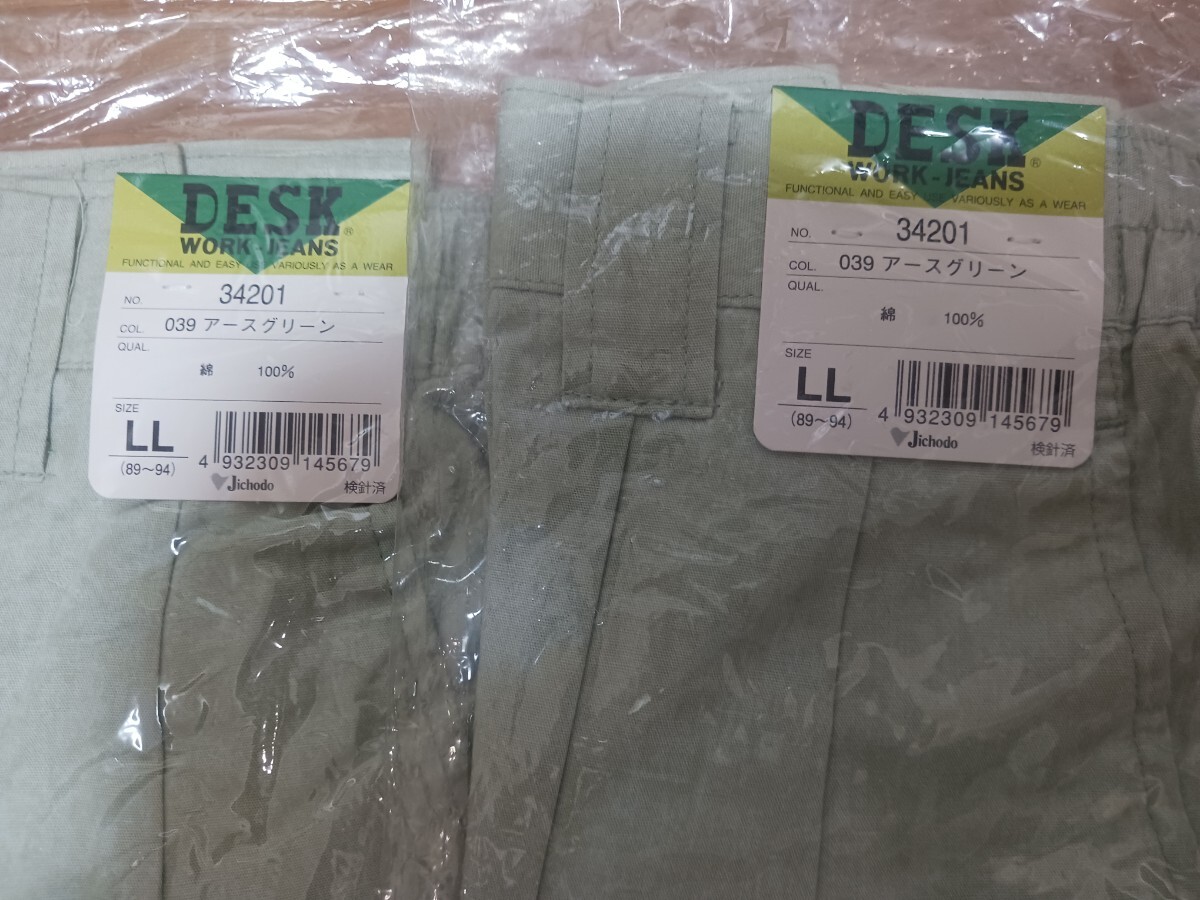 DESK®
WORK-JEANS
FUNCTIONAL AND EASY VARIOUSLY AS A WEAR
NO. 34201
COL. 039 アースグリーン
QUAL.
綿 100%
SIZE
LL
(89〜94)
4 932309 145679
Jichodo
検針済
DESK®
WORK-JEANS
FUNCTIONAL AND EASY VARIOUSLY AS A WEAR
NO. 34201
COL. 039 アースグリーン
QUAL.
綿 100%
SIZE
LL
(89〜94)
4 932309 145679
Jichodo
検針済